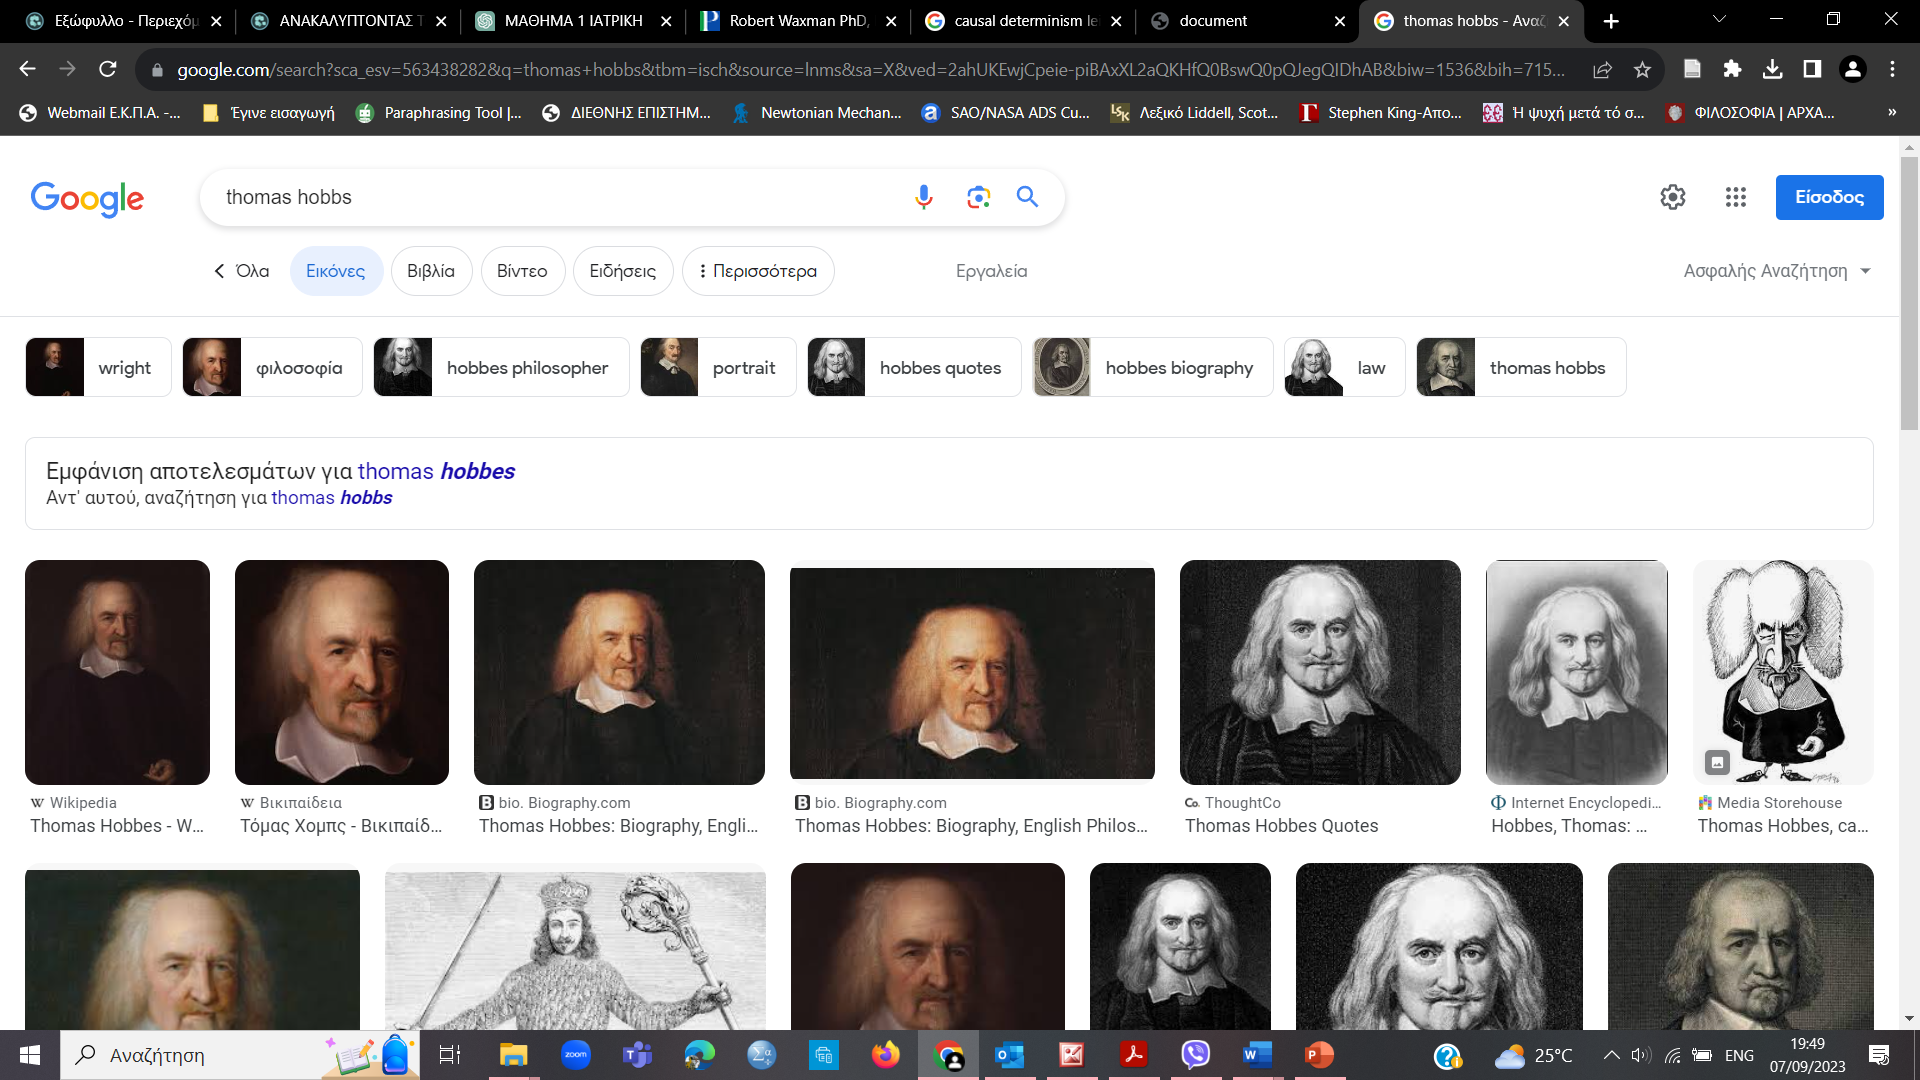 Εξώφυλλο - Περιεχόμ
ΑΝΑΚΑΛΥΠΤΟΝΤΑΣ Τ
ΜΑΘΗΜΑ 1 ΙΑΤΡΙΚΗ
Robert Waxman PhD,
causal determinism lei
document
thomas hobbs - Αναζ
google.com/search?sca_esv=563438282&q=thomas+hobbs&tbm=isch&source=lnms&sa=X&ved=2ahUKEwjCpeie-piBAxXL2aQKHfQ0BswQ0pQJegQIDhAB&biw=1536&bih=715...
Webmail Ε.Κ.Π.Α. -...
Έγινε εισαγωγή
Paraphrasing Tool |...
ΔΙΕΘΝΗΣ ΕΠΙΣΤΗΜ...
Newtonian Mechan...
SAO/NASA ADS Cu...
Λεξικό Liddell, Scot...
Stephen King-Απο...
Ἡ ψυχή μετά τό σ...
ΦΙΛΟΣΟΦΙΑ | ΑΡΧΑ...
»
Google
thomas hobbs
Είσοδος
Όλα
Εικόνες
Βιβλία
Βίντεο
Ειδήσεις
Περισσότερα
Εργαλεία
Ασφαλής Αναζήτηση
wright
φιλοσοφία
hobbes philosopher
portrait
hobbes quotes
hobbes biography
law
thomas hobbs
Εμφάνιση αποτελεσμάτων για thomas hobbes
Αντ' αυτού, αναζήτηση για thomas hobbs
Wikipedia
Thomas Hobbes - W...
Βικιπαίδεια
Τόμας Χομπς - Βικιπαίδ...
bio. Biography.com
Thomas Hobbes: Biography, Engli...
bio. Biography.com
Thomas Hobbes: Biography, English Philos...
Co. ThoughtCo
Thomas Hobbes Quotes
Internet Encyclopedi...
Hobbes, Thomas: ...
Media Storehouse
Thomas Hobbes, ca...
Αναζήτηση
zoom
25°C
ENG
19:49
07/09/2023